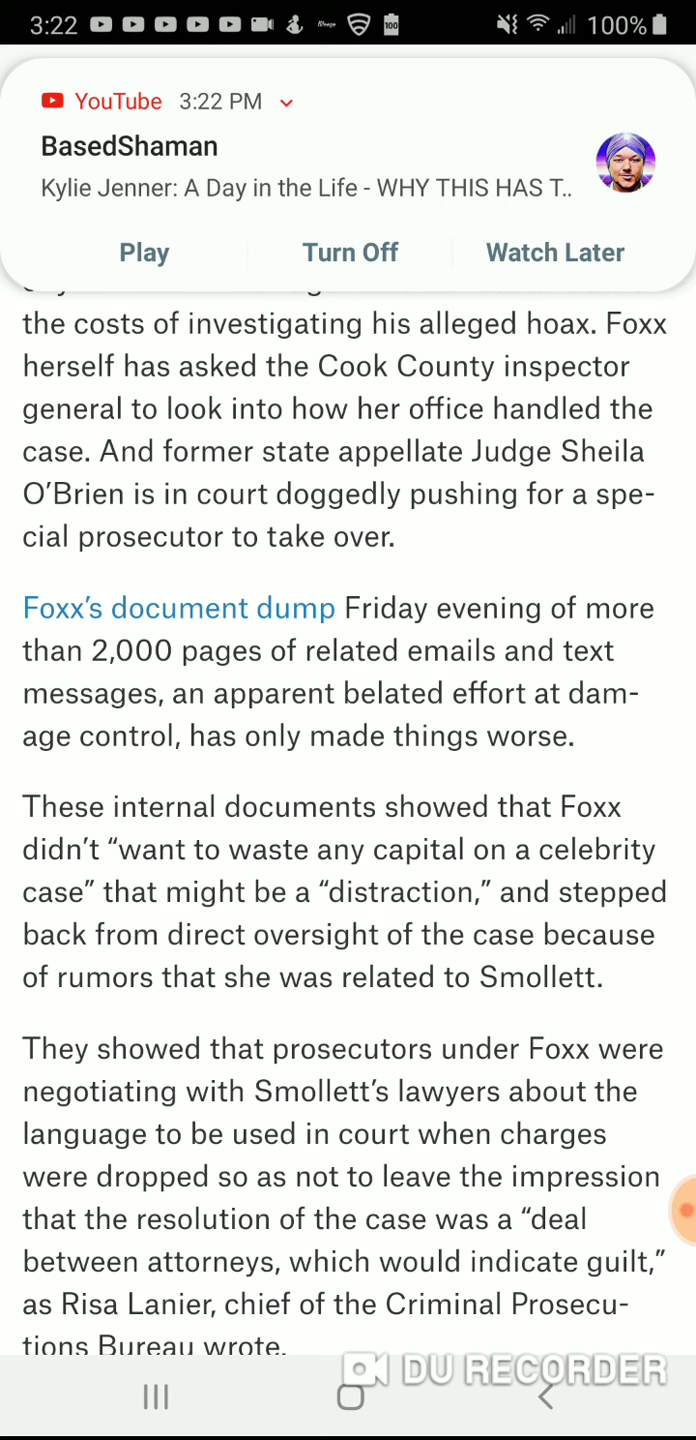 3:22 100 100%
YouTube 3:22 PM
BasedShaman
Kylie Jenner: A Day in the Life - WHY THIS HAS T..
Play Turn Off Watch Later
the costs of investigating his alleged hoax. Foxx
herself has asked the Cook County inspector
general to look into how her office handled the
case. And former state appellate Judge Sheila
O’Brien is in court doggedly pushing for a spe-
cial prosecutor to take over.
Foxx’s document dump Friday evening of more
than 2,000 pages of related emails and text
messages, an apparent belated effort at dam-
age control, has only made things worse.
These internal documents showed that Foxx
didn’t “want to waste any capital on a celebrity
case” that might be a “distraction,” and stepped
back from direct oversight of the case because
of rumors that she was related to Smollett.
They showed that prosecutors under Foxx were
negotiating with Smollett’s lawyers about the
language to be used in court when charges
were dropped so as not to leave the impression
that the resolution of the case was a “deal
between attorneys, which would indicate guilt,”
as Risa Lanier, chief of the Criminal Prosecu-
tions Bureau wrote.
DU RECORDER